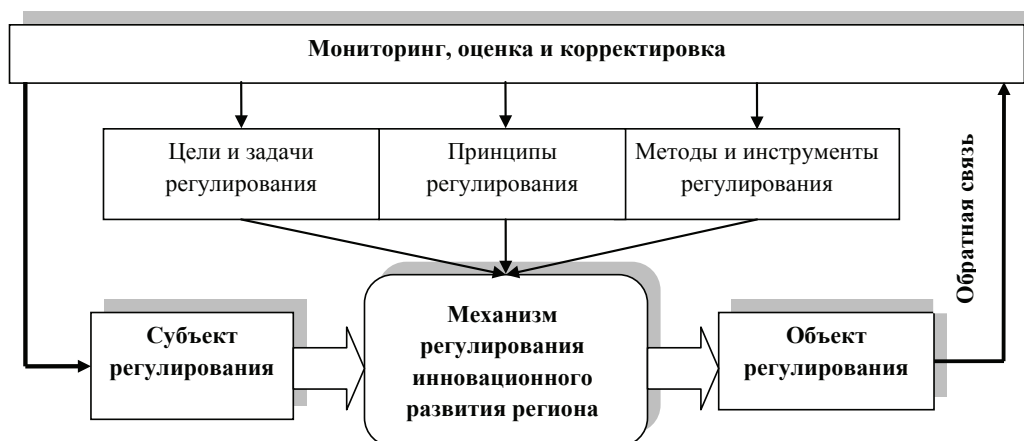 Мониторинг, оценка и корректировка
Цели и задачи
регулирования
Принципы
регулирования
Методы и инструменты
регулирования
Обратная связь
Субъект
регулирования
Механизм
регулирования
инновационного
развития региона
Объект
регулирования